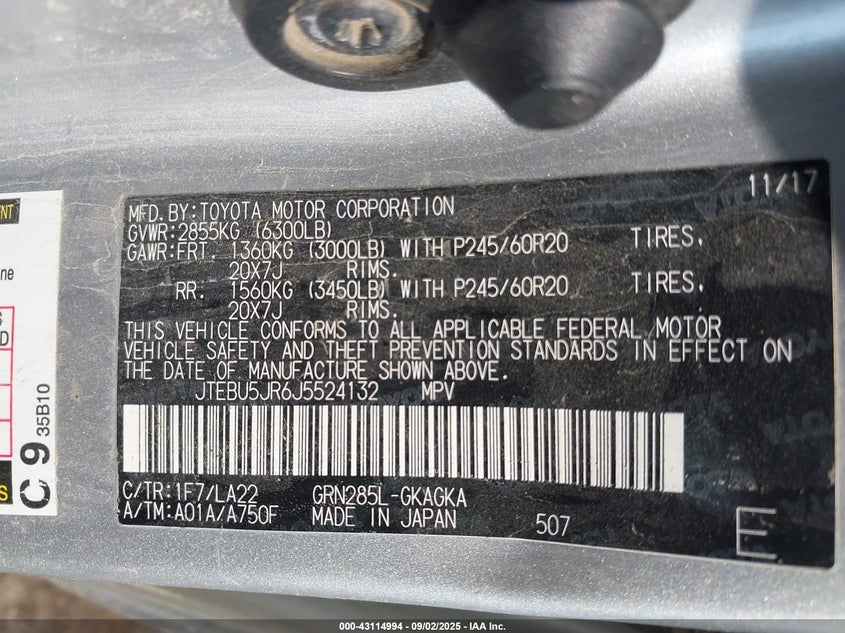 11/17
MFD.BY:TOYOTA MOTOR CORPORATION
GVWR:2855KG (6300LB)
GAWR:FRT. 1360KG (3000LB) WITH P245/60R20 TIRES,
20X7J RIMS.
RR. 1560KG (3450LB) WITH P245/60R20 TIRES,
20X7J RIMS.
THIS VEHICLE CONFORMS TO ALL APPLICABLE FEDERAL MOTOR
VEHICLE SAFETY AND THEFT PREVENTION STANDARDS IN EFFECT ON
THE DATE OF MANUFACTURE SHOWN ABOVE.
JTEBU5JR6J5524132 MPV
C/TR:1F7/LA22 GRN285L-GKAGKA
A/TM:A01A/A750F MADE IN JAPAN 507 E
C 9 35B10
000-43114994 - 09/02/2025 - IAA Inc.